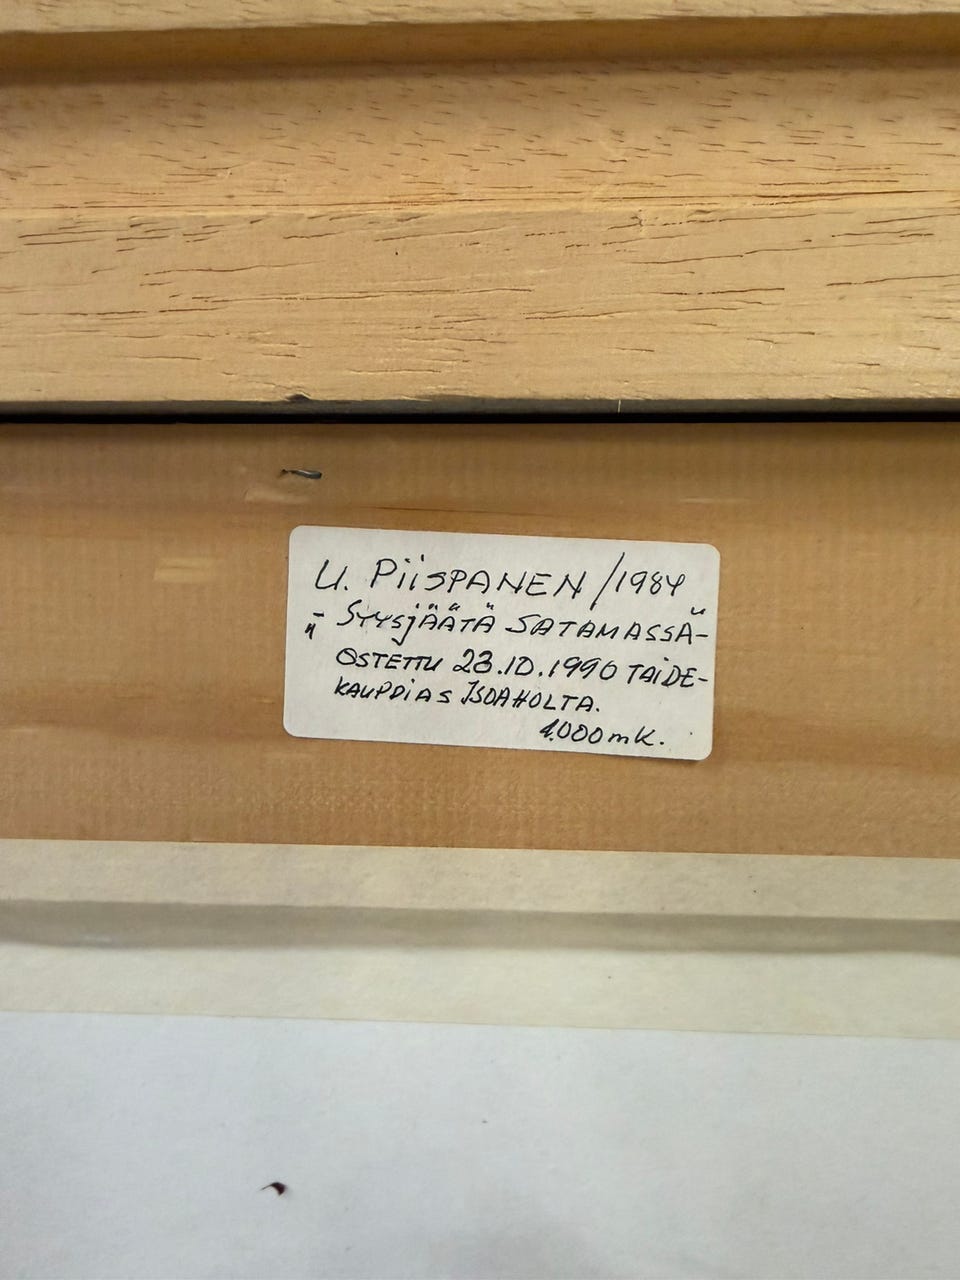 U. PiiSPANEN /1984
" SYYSJÄÄTÄ SATAMASSA"-
OSTETTU 23.10.1990 TAIDE-
KAUPPIAS ISOAHOLTA.
1.000 mk.